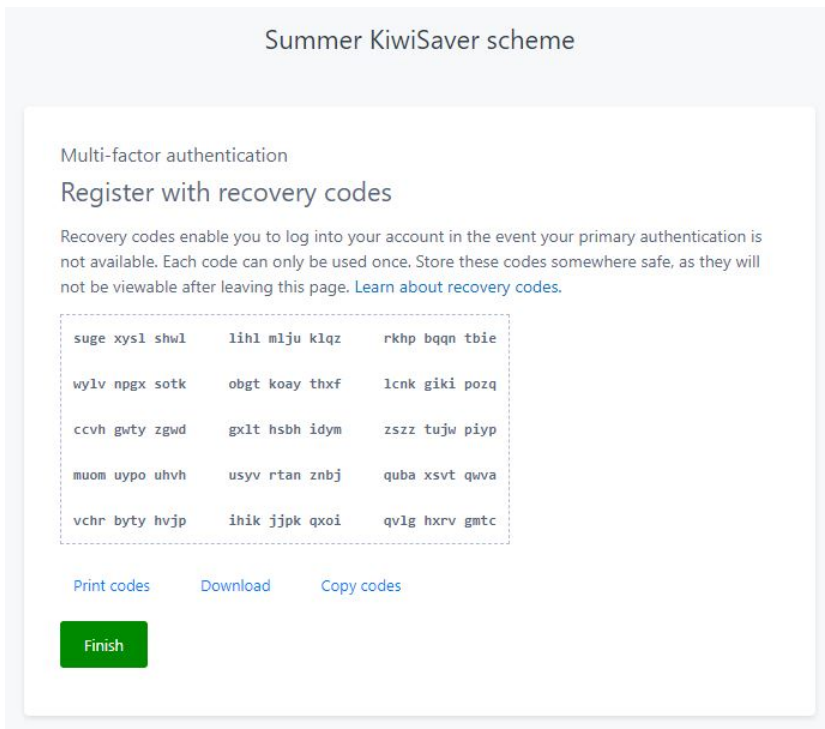 Summer KiwiSaver scheme
Multi-factor authentication
Register with recovery codes
Recovery codes enable you to log into your account in the event your primary authentication is
not available. Each code can only be used once. Store these codes somewhere safe, as they will
not be viewable after leaving this page. Learn about recovery codes.
suge xysl shwl lihl mlju klqz rkhp bqqn tbie
wylv npgx sotk obgt koay thxf lcnk giki pozq
ccvh gwty zgwd gxlt hsbh idym zszz tujw piyp
muom uypo uhvh usyv rtan znbj quba xsvt qwva
vchr byty hvjp ihik jjpk qxoi qvlg hxrv gmtc
Print codes Download Copy codes
Finish